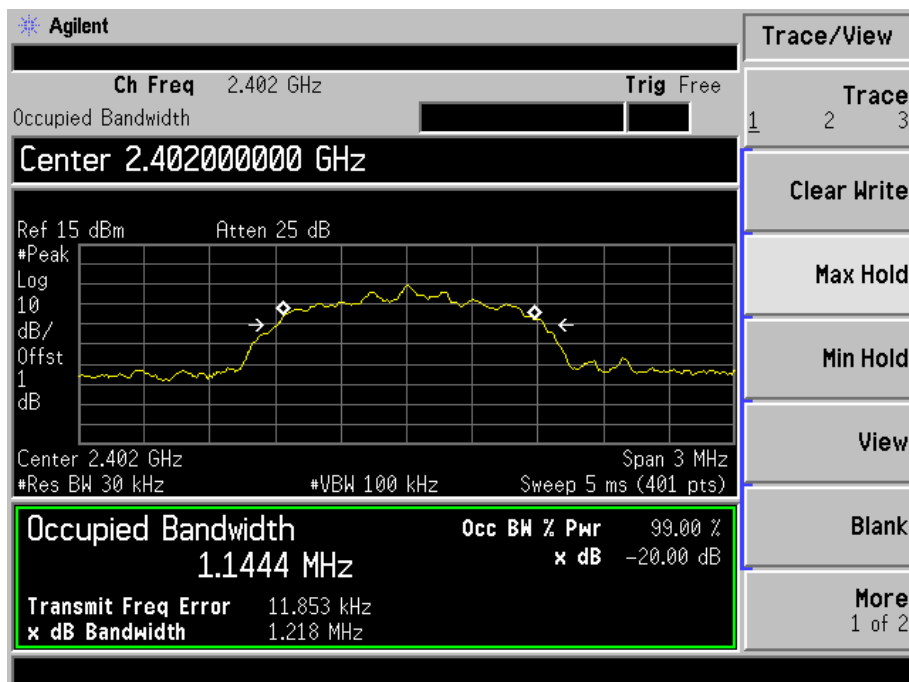 Agilent
Trace/View
Ch Freq 2.402 GHz Trig Free
Occupied Bandwidth
Trace
1 2 3
Center 2.402000000 GHz
Clear Write
Ref 15 dBm Atten 25 dB
#Peak
Log
10
dB/
Offst
1
dB
Max Hold
Min Hold
View
Center 2.402 GHz Span 3 MHz
#Res BW 30 kHz #VBW 100 kHz Sweep 5 ms (401 pts)
Occupied Bandwidth Occ BW % Pwr 99.00 %
1.1444 MHz x dB -20.00 dB
Blank
Transmit Freq Error 11.853 kHz
x dB Bandwidth 1.218 MHz
More
1 of 2